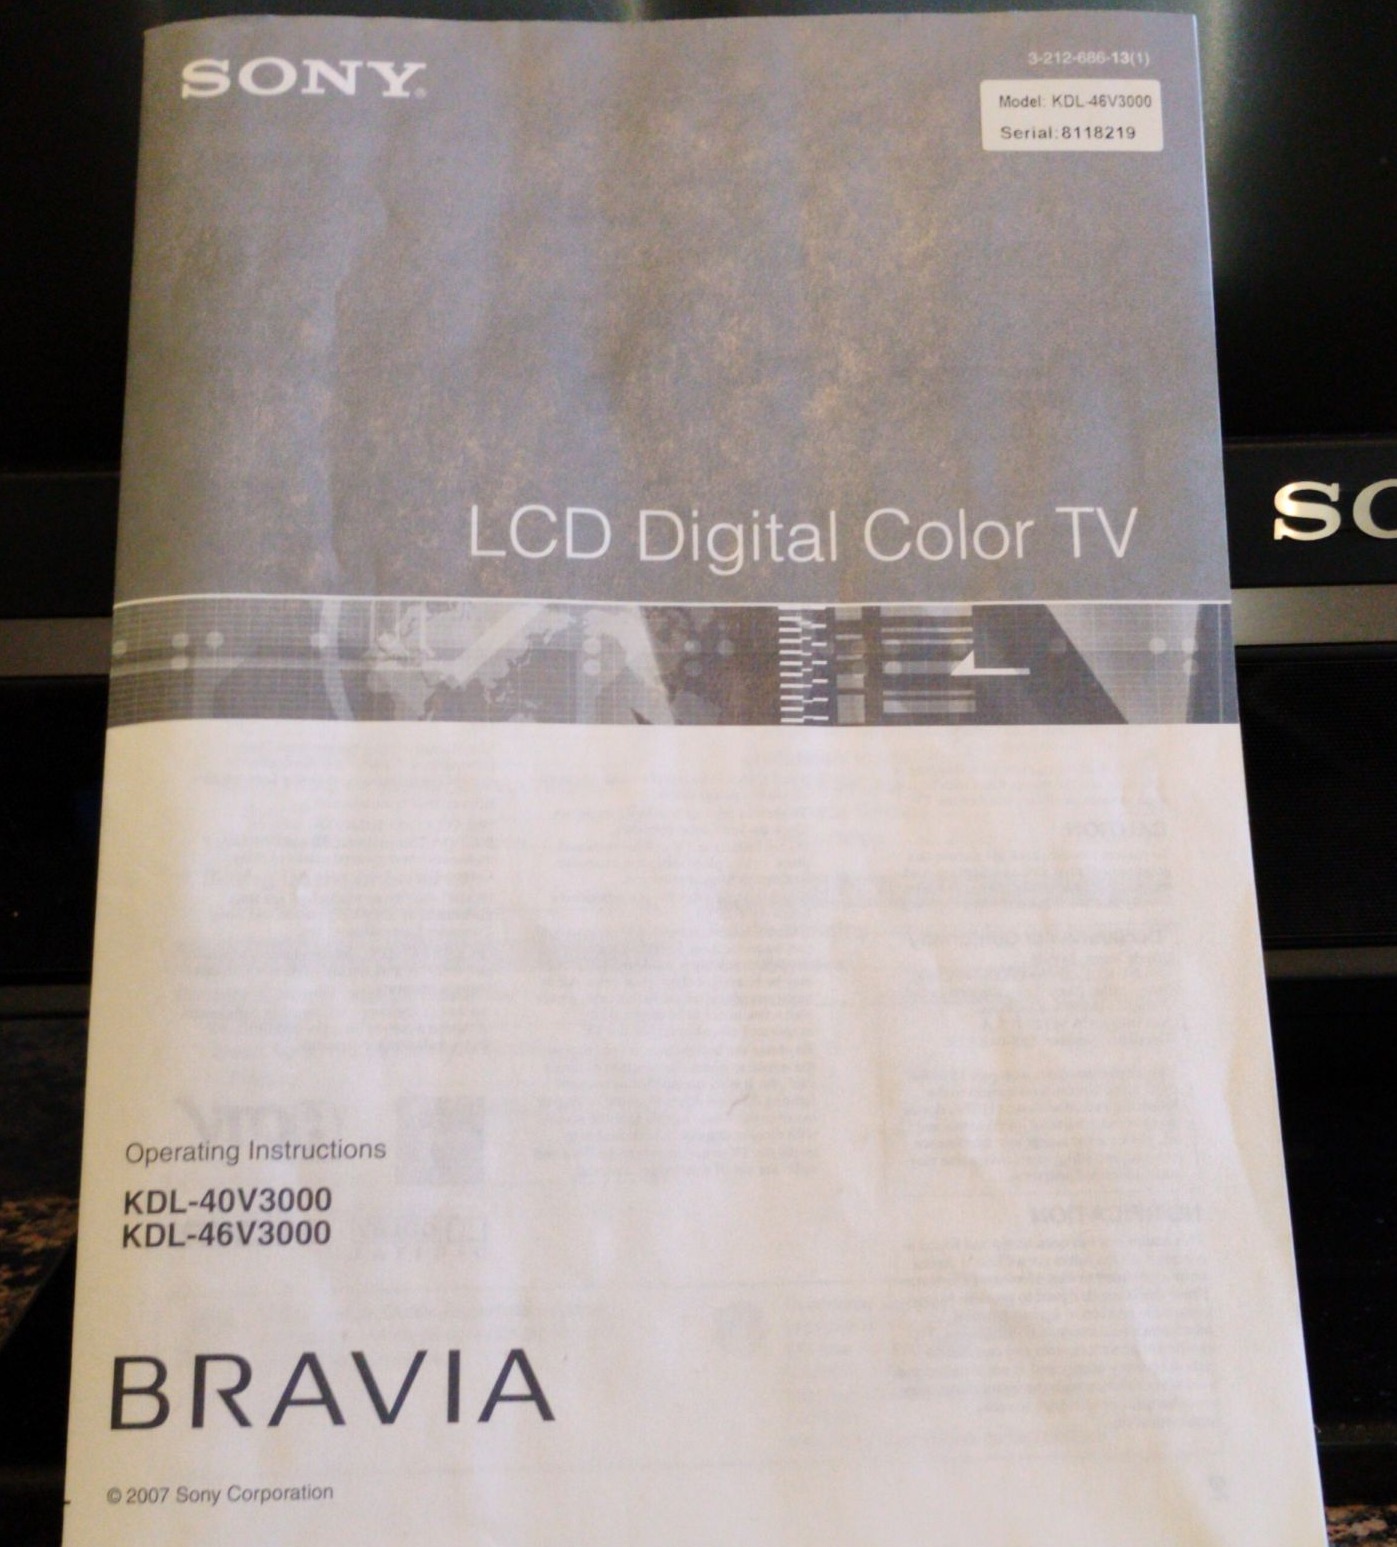 SONY®
3-212-686-13(1)
Model: KDL-46V3000
Serial:8118219
LCD Digital Color TV
SO
Operating Instructions
KDL-40V3000
KDL-46V3000
BRAVIA
© 2007 Sony Corporation